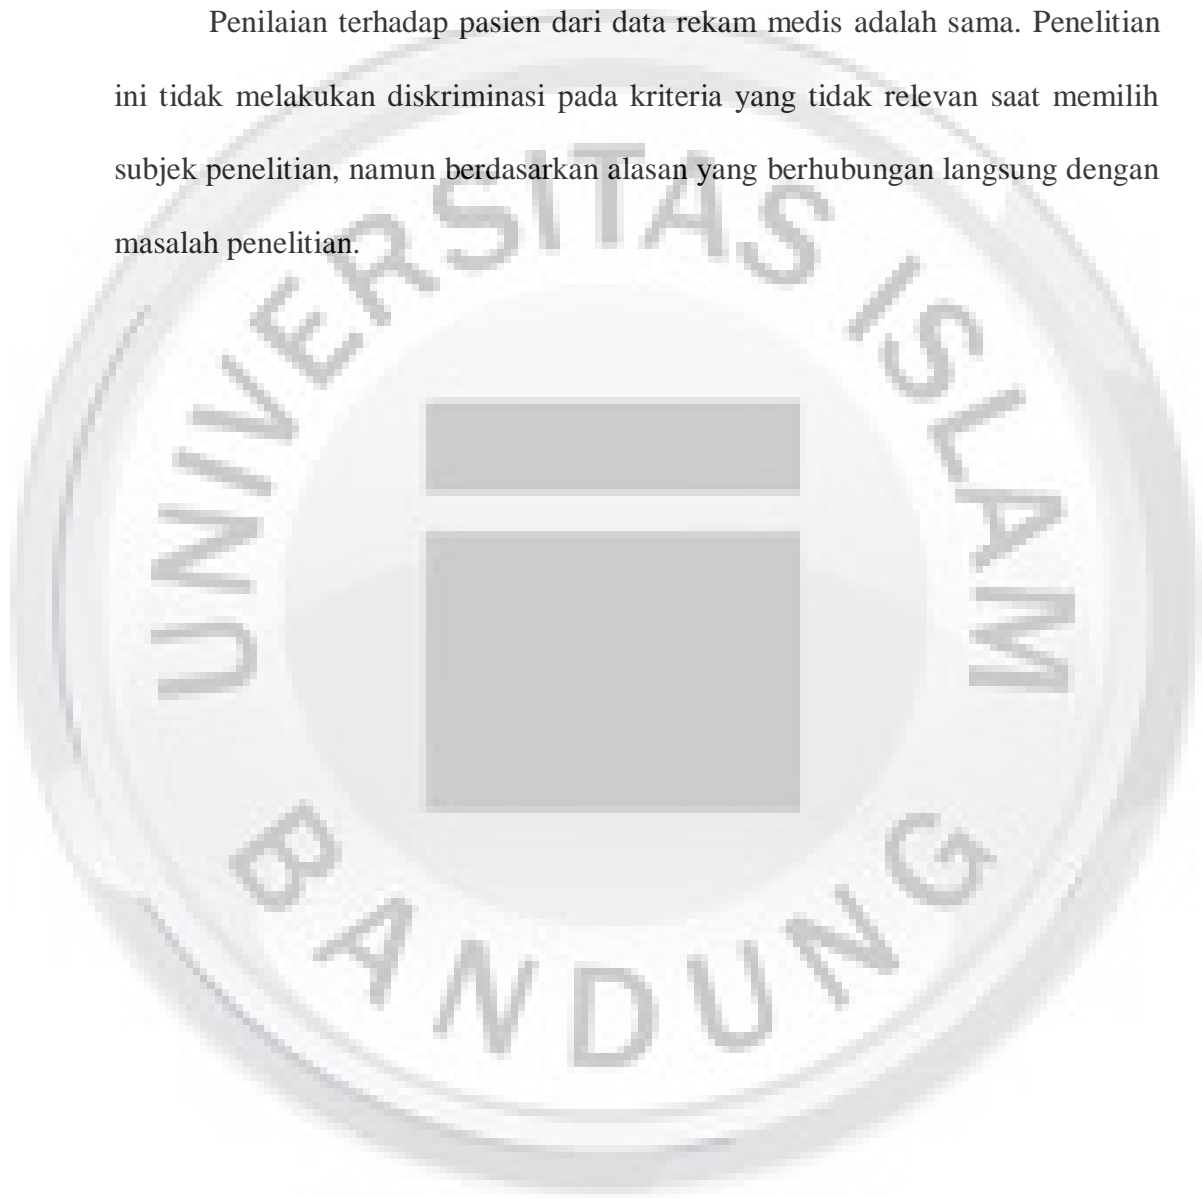 Penilaian terhadap pasien dari data rekam medis adalah sama. Penelitian
ini tidak melakukan diskriminasi pada kriteria yang tidak relevan saat memilih
subjek penelitian, namun berdasarkan alasan yang berhubungan langsung dengan
masalah penelitian.
UNIVERSITAS ISLAM
BANDUNG